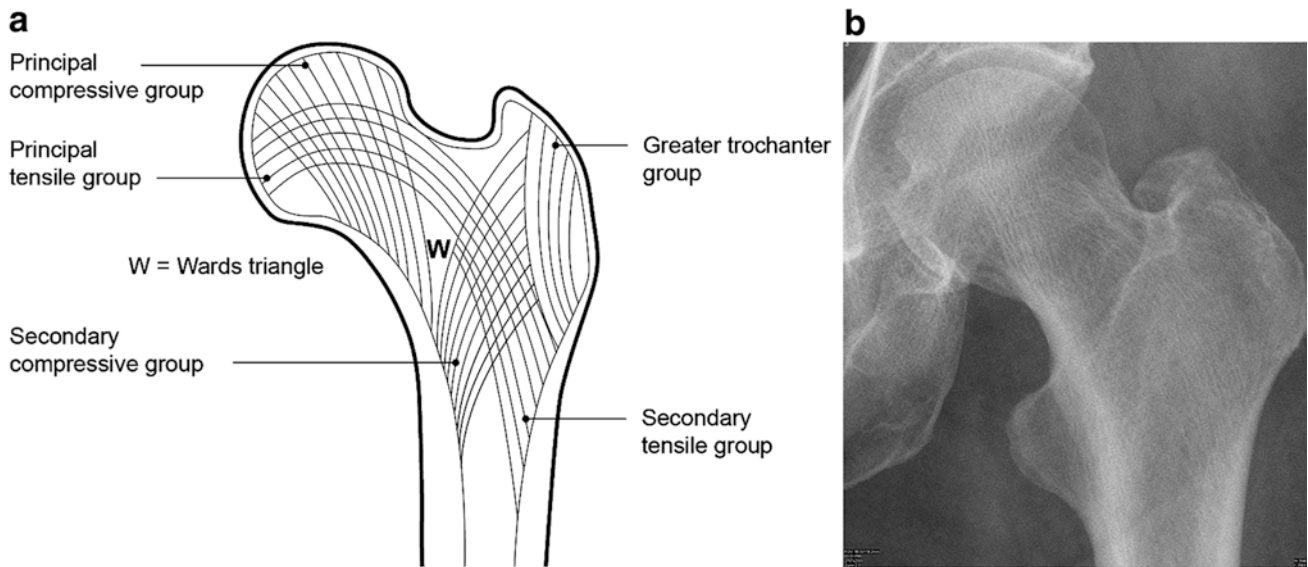 a
b
Principal
compressive group
Principal
tensile group
Greater trochanter
group
W
W = Wards triangle
Secondary
compressive group
Secondary
tensile group